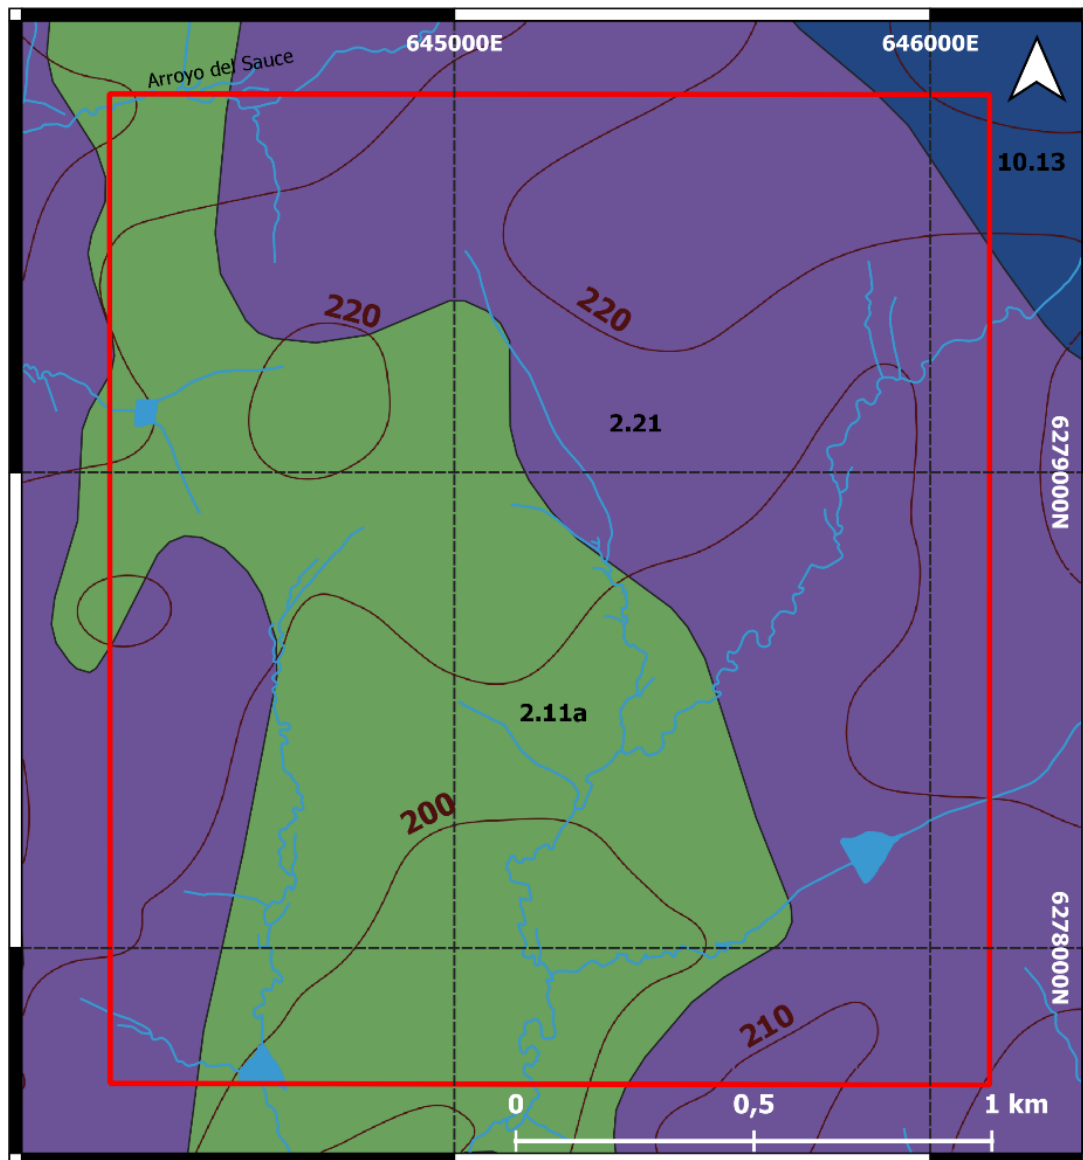 645000E
646000E
Arroyo del Sauce
10.13
220
220
2.21
6279000N
2.11a
200
6278000N
210
0
0,5
1 km